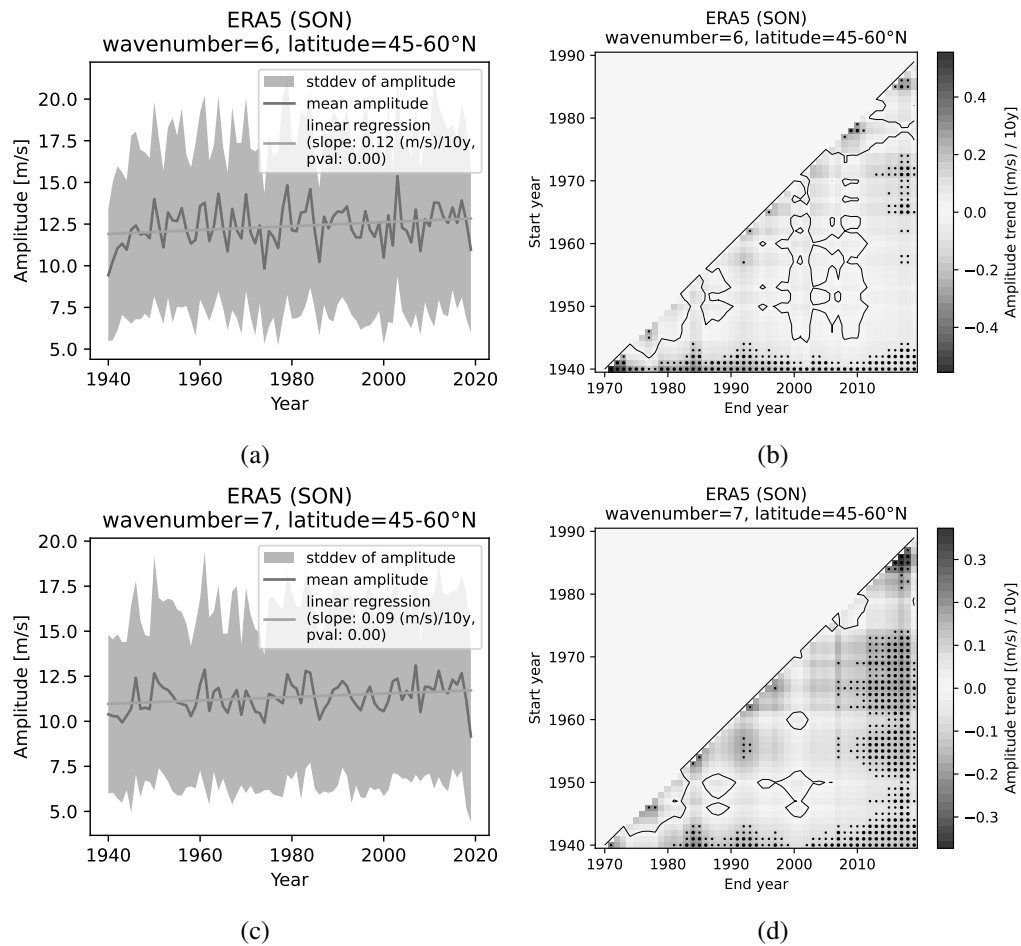 ERA5 (SON)
wavenumber=6, latitude=45-60°N
20.0
17.5
15.0
12.5
10.0
7.5
5.0
Amplitude [m/s]
stddev of amplitude
mean amplitude
linear regression
(slope: 0.12 (m/s)/10y,
pval: 0.00)
1940
1960
1980
2000
2020
Year
(a)
ERA5 (SON)
wavenumber=6, latitude=45-60°N
1990
1980
1970
1960
1950
1940
Start year
1970
1980
1990
2000
2010
End year
0.4
0.2
0.0
−0.2
−0.4
Amplitude trend [(m/s) / 10y]
(b)
ERA5 (SON)
wavenumber=7, latitude=45-60°N
20.0
17.5
15.0
12.5
10.0
7.5
5.0
Amplitude [m/s]
stddev of amplitude
mean amplitude
linear regression
(slope: 0.09 (m/s)/10y,
pval: 0.00)
1940
1960
1980
2000
2020
Year
(c)
ERA5 (SON)
wavenumber=7, latitude=45-60°N
1990
1980
1970
1960
1950
1940
Start year
1970
1980
1990
2000
2010
End year
0.3
0.2
0.1
0.0
−0.1
−0.2
−0.3
Amplitude trend [(m/s) / 10y]
(d)